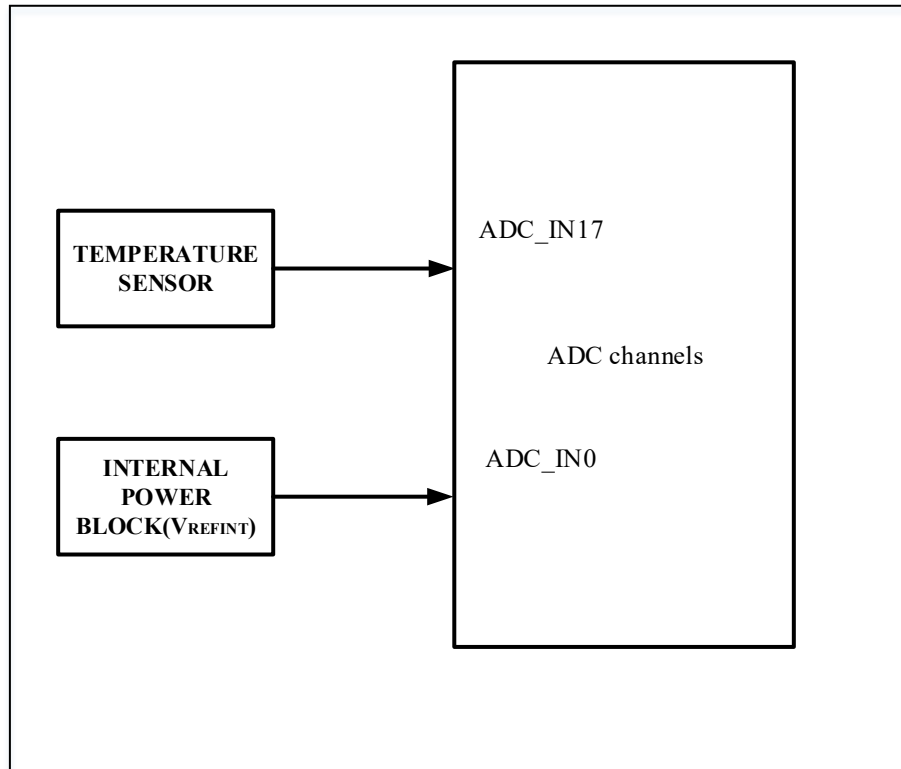 TEMPERATURE
SENSOR
ADC_IN17
ADC channels
INTERNAL
POWER
BLOCK(VREFINT)
ADC_IN0